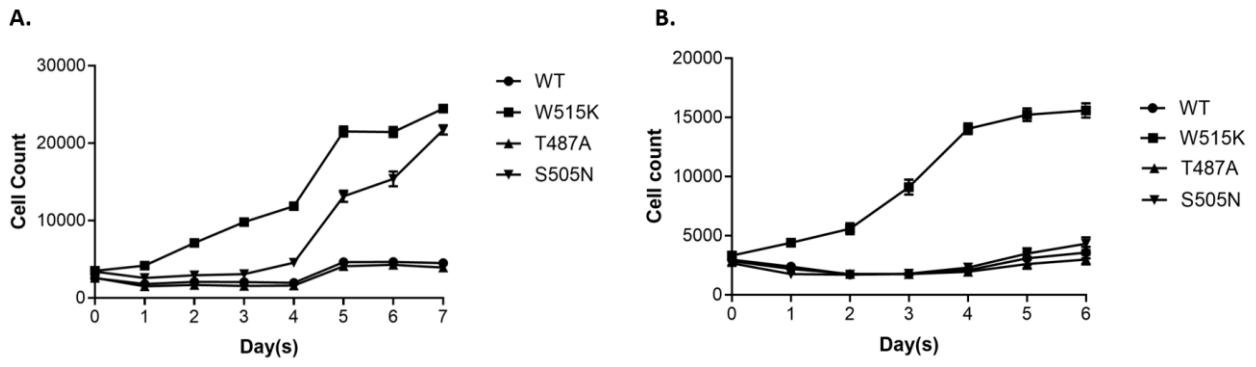 A.
30000
20000
10000
0
Cell Count
0 1 2 3 4 5 6 7
Day(s)
WT
W515K
T487A
S505N
B.
20000
15000
10000
5000
0
Cell count
0 1 2 3 4 5 6
Day(s)
WT
W515K
T487A
S505N